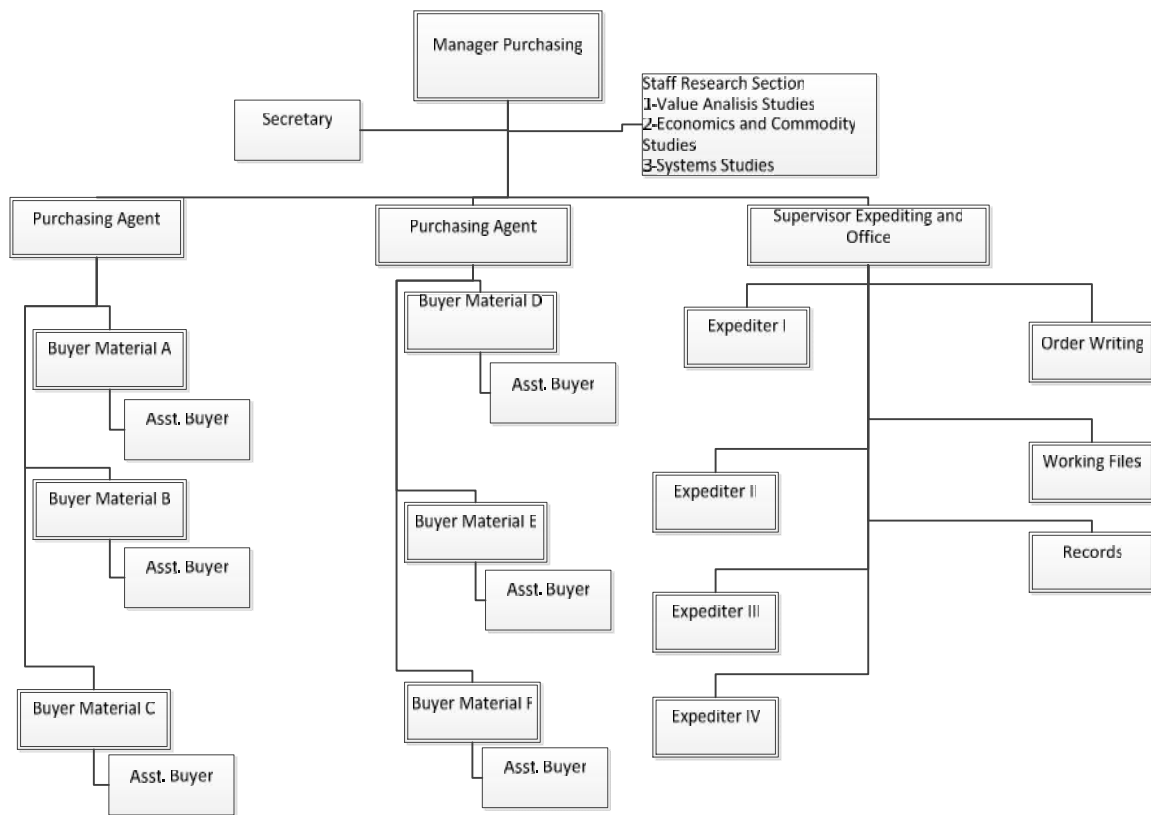 Manager Purchasing
Secretary
Staff Research Section
1-Value Analisis Studies
2-Economics and Commodity
Studies
3-Systems Studies
Purchasing Agent
Purchasing Agent
Supervisor Expediting and
Office
Buyer Material A
Asst. Buyer
Buyer Material B
Asst. Buyer
Buyer Material C
Asst. Buyer
Buyer Material D
Asst. Buyer
Buyer Material E
Asst. Buyer
Buyer Material F
Asst. Buyer
Expediter I
Expediter II
Expediter III
Expediter IV
Order Writing
Working Files
Records